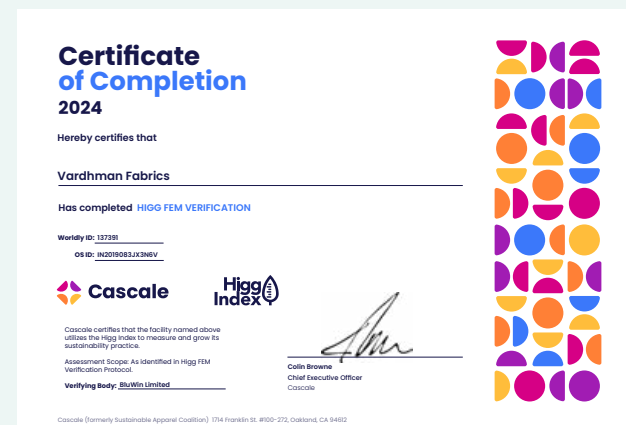 Certificate
of Completion
2024
Hereby certifies that
Vardhman Fabrics
Has completed HIGG FEM VERIFICATION
Worldly ID: 137391
OS ID: IN2019083JX3N6V
Cascale
Higg
Index
Cascale certifies that the facility named above
utilizes the Higg Index to measure and grow its
sustainability practice.
Assessment Scope: As identified in Higg FEM
Verification Protocol.
Verifying Body: BluWin Limited
Colin Browne
Chief Executive Officer
Cascale
Cascale (formerly Sustainable Apparel Coalition) 1714 Franklin St. #100-272, Oakland, CA 94612